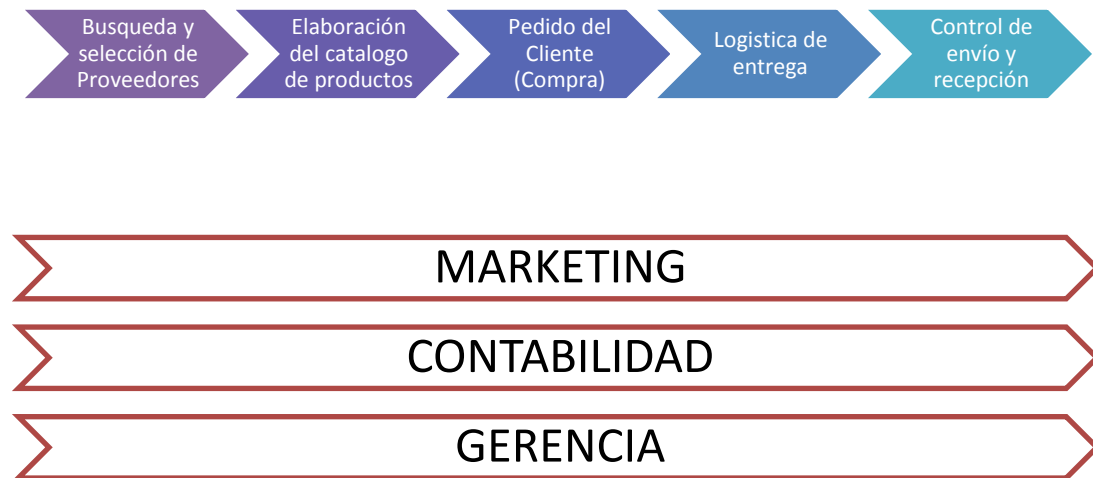 Busqueda y
selección de
Proveedores
Elaboración
del catalogo
de productos
Pedido del
Cliente
(Compra)
Logistica de
entrega
Control de
envío y
recepción
MARKETING
CONTABILIDAD
GERENCIA